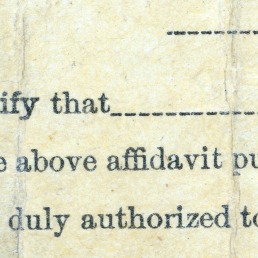 ify that
e above affidavit pu
duly authorized to